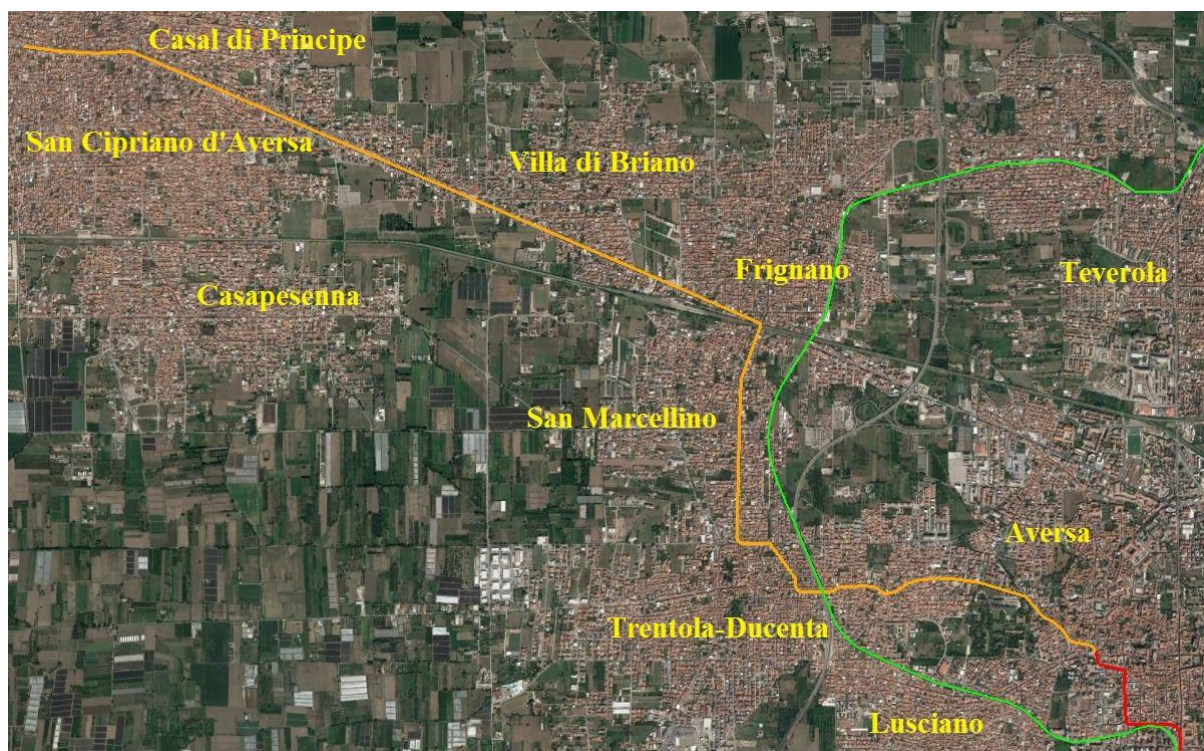 Casal di Principe
San Cipriano d'Aversa
Villa di Briano
Frignano
Teverola
Casapesenna
San Marcellino
Aversa
Trentola-Ducenta
Lusciano